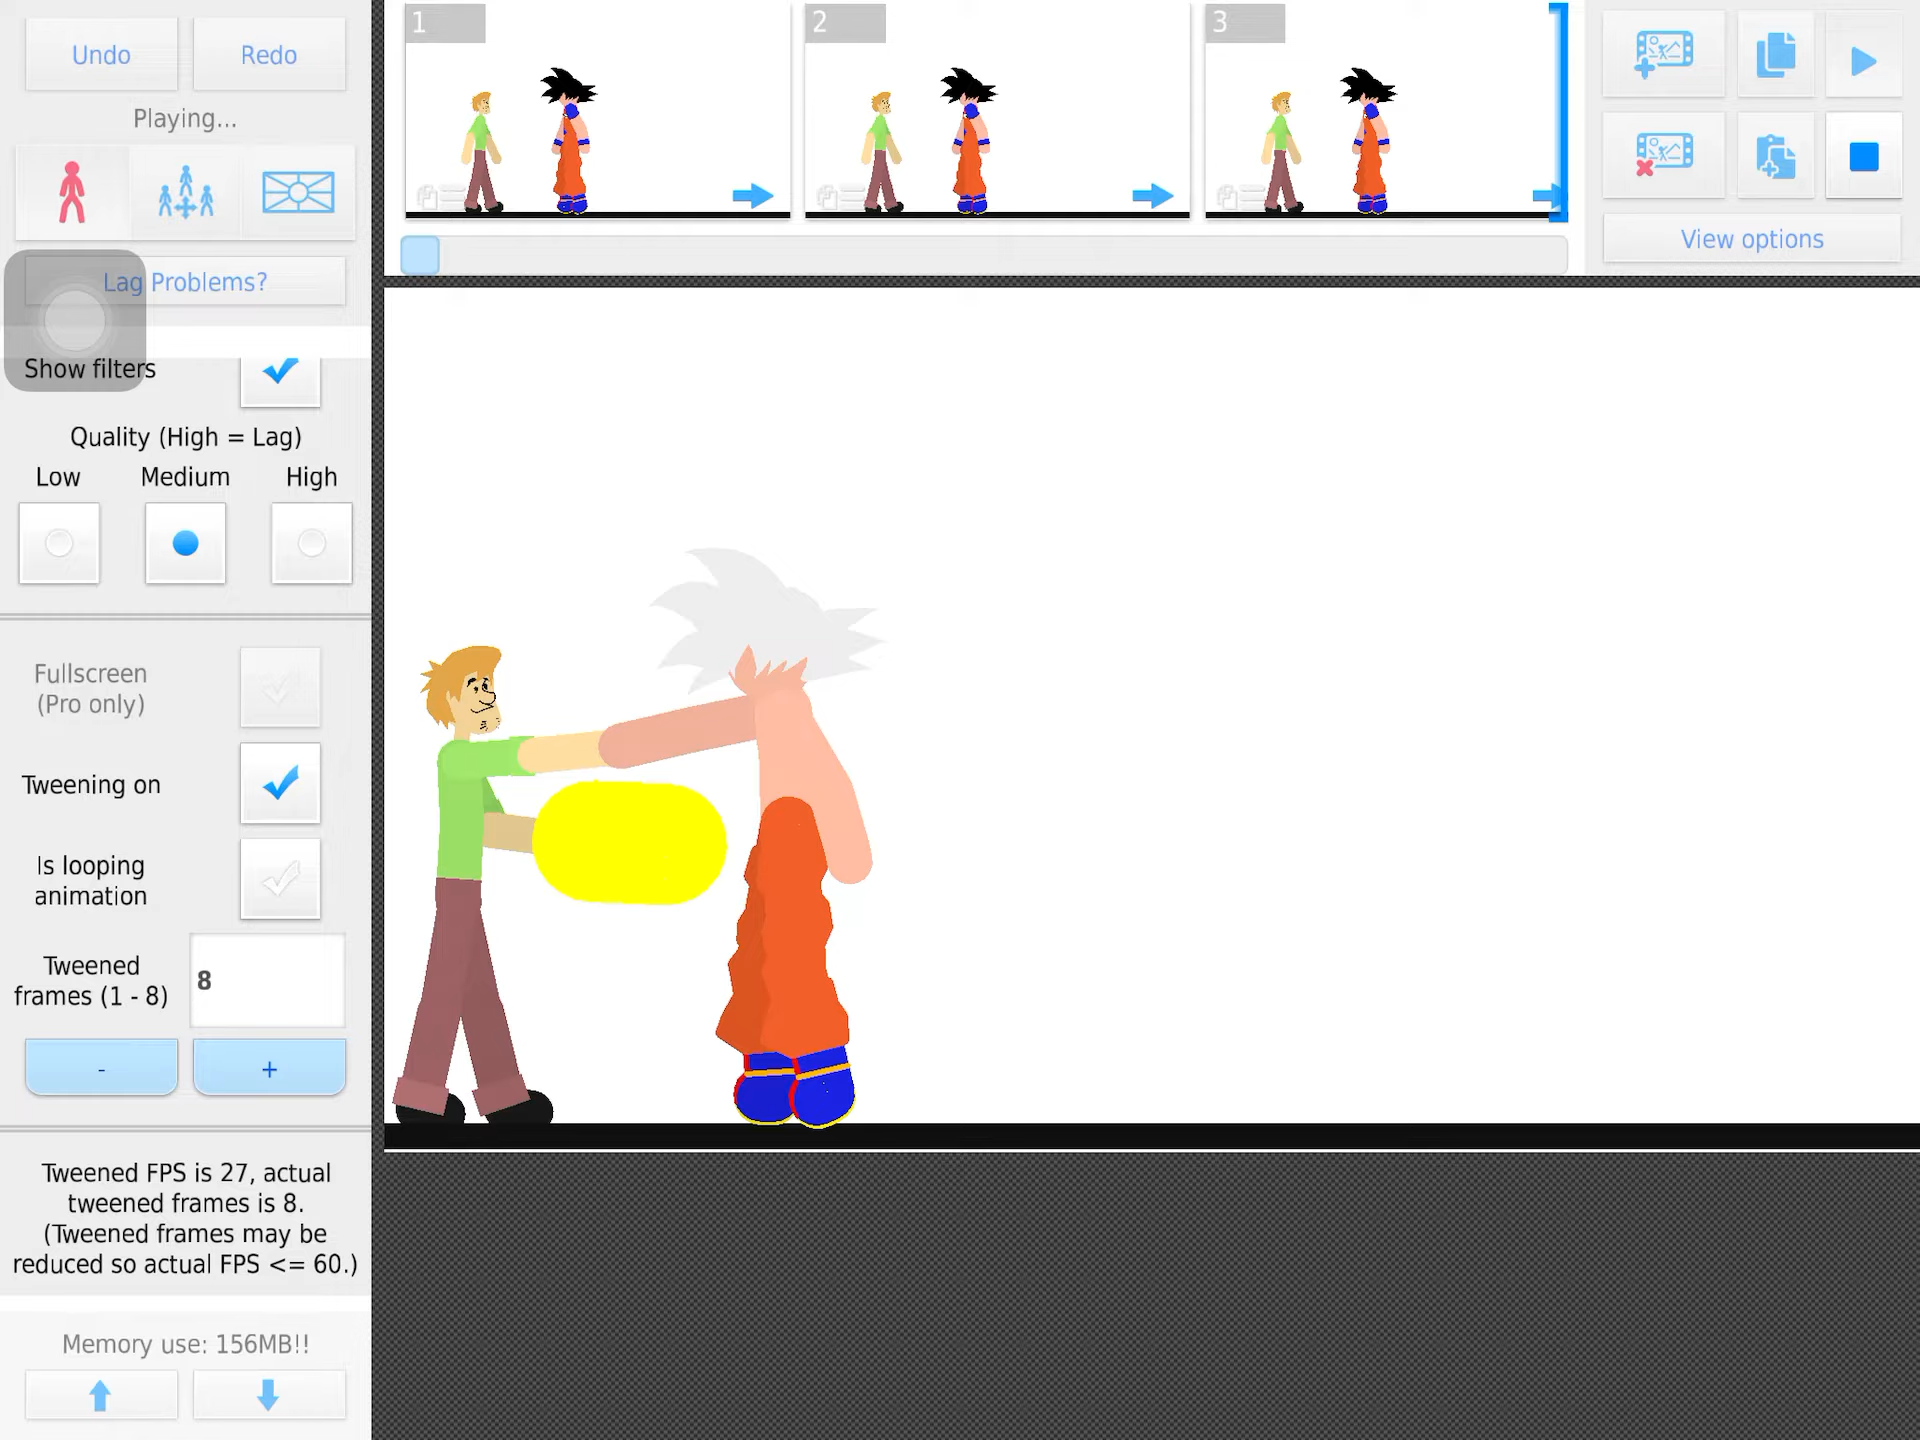 Undo
Redo
Playing...
Lag Problems?
Show filters
Quality (High = Lag)
Low
Medium
High
Fullscreen
(Pro only)
Tweening on
Is looping
animation
Tweened
frames (1 - 8)
8
-
+
Tweened FPS is 27, actual
tweened frames is 8.
(Tweened frames may be
reduced so actual FPS <= 60.)
Memory use: 156MB!!
1
2
3
View options